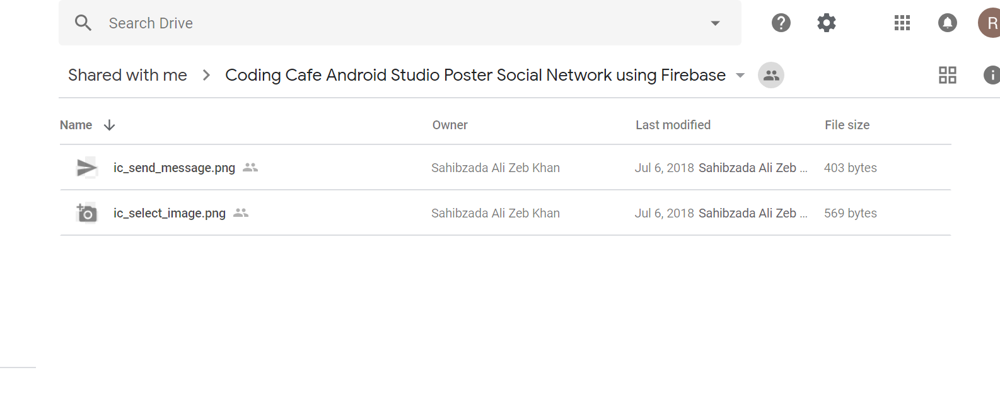 Search Drive
R
Shared with me > Coding Cafe Android Studio Poster Social Network using Firebase
Name Owner Last modified File size
ic_send_message.png Sahibzada Ali Zeb Khan Jul 6, 2018 Sahibzada Ali Zeb ... 403 bytes
ic_select_image.png Sahibzada Ali Zeb Khan Jul 6, 2018 Sahibzada Ali Zeb ... 569 bytes